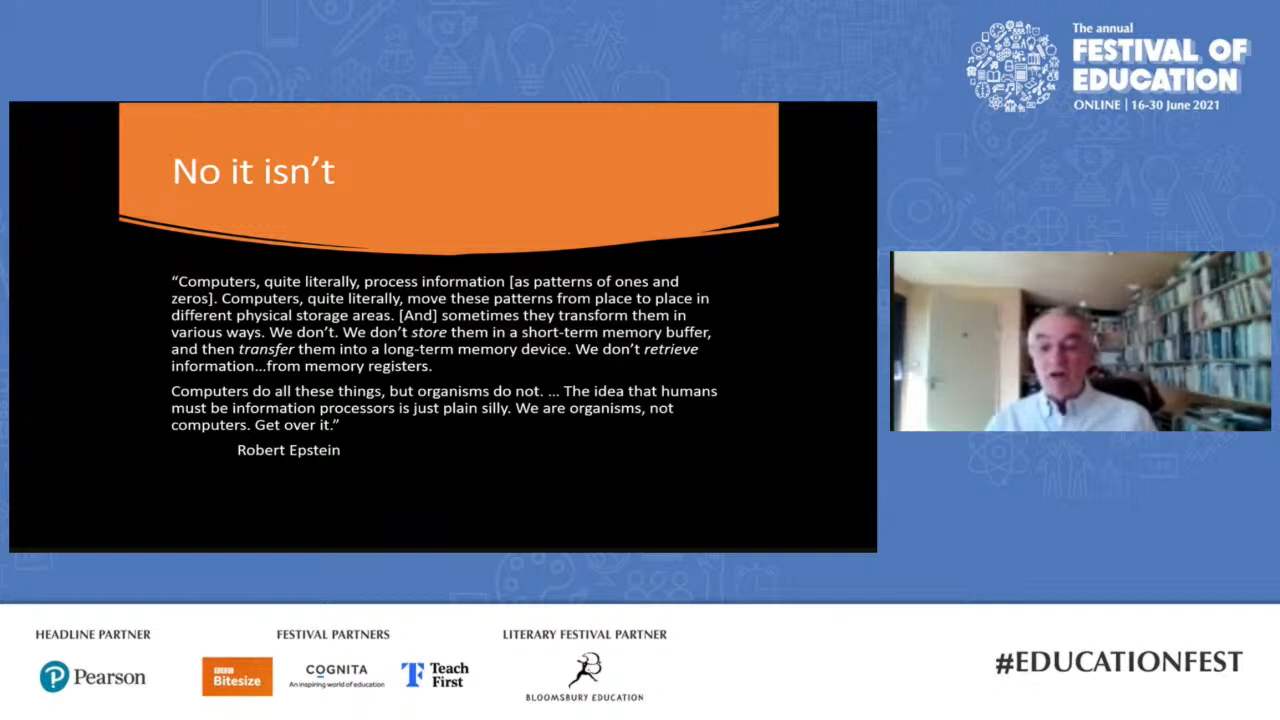 The annual
FESTIVAL OF
EDUCATION
ONLINE | 16-30 June 2021
No it isn’t
“Computers, quite literally, process information [as patterns of ones and
zeros]. Computers, quite literally, move these patterns from place to place in
different physical storage areas. [And] sometimes they transform them in
various ways. We don’t. We don’t store them in a short-term memory buffer,
and then transfer them into a long-term memory device. We don’t retrieve
information…from memory registers.
Computers do all these things, but organisms do not. … The idea that humans
must be information processors is just plain silly. We are organisms, not
computers. Get over it.”
Robert Epstein
HEADLINE PARTNER
FESTIVAL PARTNERS
LITERARY FESTIVAL PARTNER
Pearson
BBC
Bitesize
COGNITA
An inspiring world of education
Teach
First
BLOOMSBURY EDUCATION
#EDUCATIONFEST